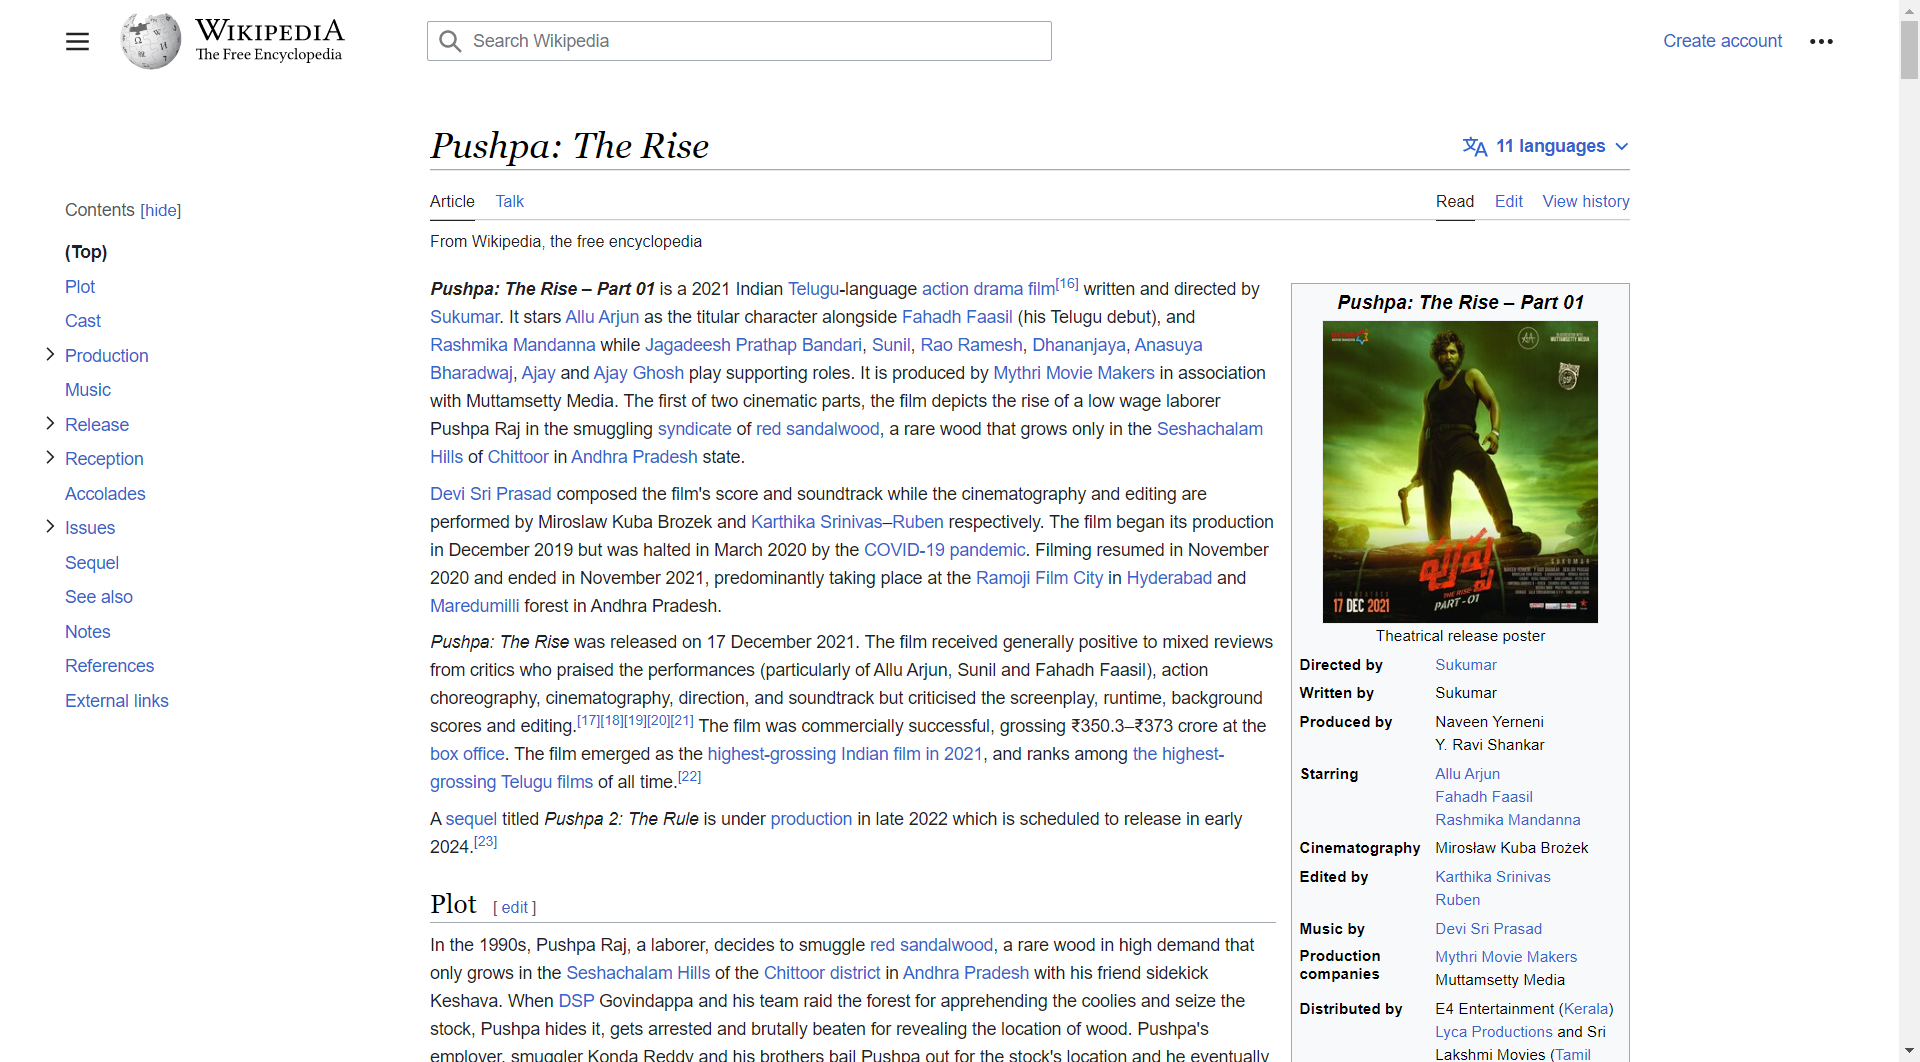 WIKIPEDIA
The Free Encyclopedia
Search Wikipedia
Create account
Pushpa: The Rise
11 languages
Article
Talk
Read
Edit
View history
From Wikipedia, the free encyclopedia
Contents [hide]
(Top)
Plot
Cast
Production
Music
Release
Reception
Accolades
Issues
Sequel
See also
Notes
References
External links
Pushpa: The Rise – Part 01 is a 2021 Indian Telugu-language action drama film[16] written and directed by
Sukumar. It stars Allu Arjun as the titular character alongside Fahadh Faasil (his Telugu debut), and
Rashmika Mandanna while Jagadeesh Prathap Bandari, Sunil, Rao Ramesh, Dhananjaya, Anasuya
Bharadwaj, Ajay and Ajay Ghosh play supporting roles. It is produced by Mythri Movie Makers in association
with Muttamsetty Media. The first of two cinematic parts, the film depicts the rise of a low wage laborer
Pushpa Raj in the smuggling syndicate of red sandalwood, a rare wood that grows only in the Seshachalam
Hills of Chittoor in Andhra Pradesh state.
Devi Sri Prasad composed the film's score and soundtrack while the cinematography and editing are
performed by Miroslaw Kuba Brozek and Karthika Srinivas–Ruben respectively. The film began its production
in December 2019 but was halted in March 2020 by the COVID-19 pandemic. Filming resumed in November
2020 and ended in November 2021, predominantly taking place at the Ramoji Film City in Hyderabad and
Maredumilli forest in Andhra Pradesh.
Pushpa: The Rise was released on 17 December 2021. The film received generally positive to mixed reviews
from critics who praised the performances (particularly of Allu Arjun, Sunil and Fahadh Faasil), action
choreography, cinematography, direction, and soundtrack but criticised the screenplay, runtime, background
scores and editing.[17][18][19][20][21] The film was commercially successful, grossing ₹350.3–₹373 crore at the
box office. The film emerged as the highest-grossing Indian film in 2021, and ranks among the highest-
grossing Telugu films of all time.[22]
A sequel titled Pushpa 2: The Rule is under production in late 2022 which is scheduled to release in early
2024.[23]
Plot [ edit ]
In the 1990s, Pushpa Raj, a laborer, decides to smuggle red sandalwood, a rare wood in high demand that
only grows in the Seshachalam Hills of the Chittoor district in Andhra Pradesh with his friend sidekick
Keshava. When DSP Govindappa and his team raid the forest for apprehending the coolies and seize the
stock, Pushpa hides it, gets arrested and brutally beaten for revealing the location of wood. Pushpa's
employer, smuggler Konda Reddy and his brothers bail Pushpa out for the stock's location and he eventually
Pushpa: The Rise – Part 01
MUTTAMSETTY MEDIA
AA
DSP
పుష్ప
THE RISE
PART-01
SUKUMAR
IN THEATRES
17 DEC 2021
Theatrical release poster
Directed by Sukumar
Written by Sukumar
Produced by Naveen Yerneni
Y. Ravi Shankar
Starring Allu Arjun
Fahadh Faasil
Rashmika Mandanna
Cinematography Mirosław Kuba Brożek
Edited by Karthika Srinivas
Ruben
Music by Devi Sri Prasad
Production companies Mythri Movie Makers
Muttamsetty Media
Distributed by E4 Entertainment (Kerala)
Lyca Productions and Sri
Lakshmi Movies (Tamil